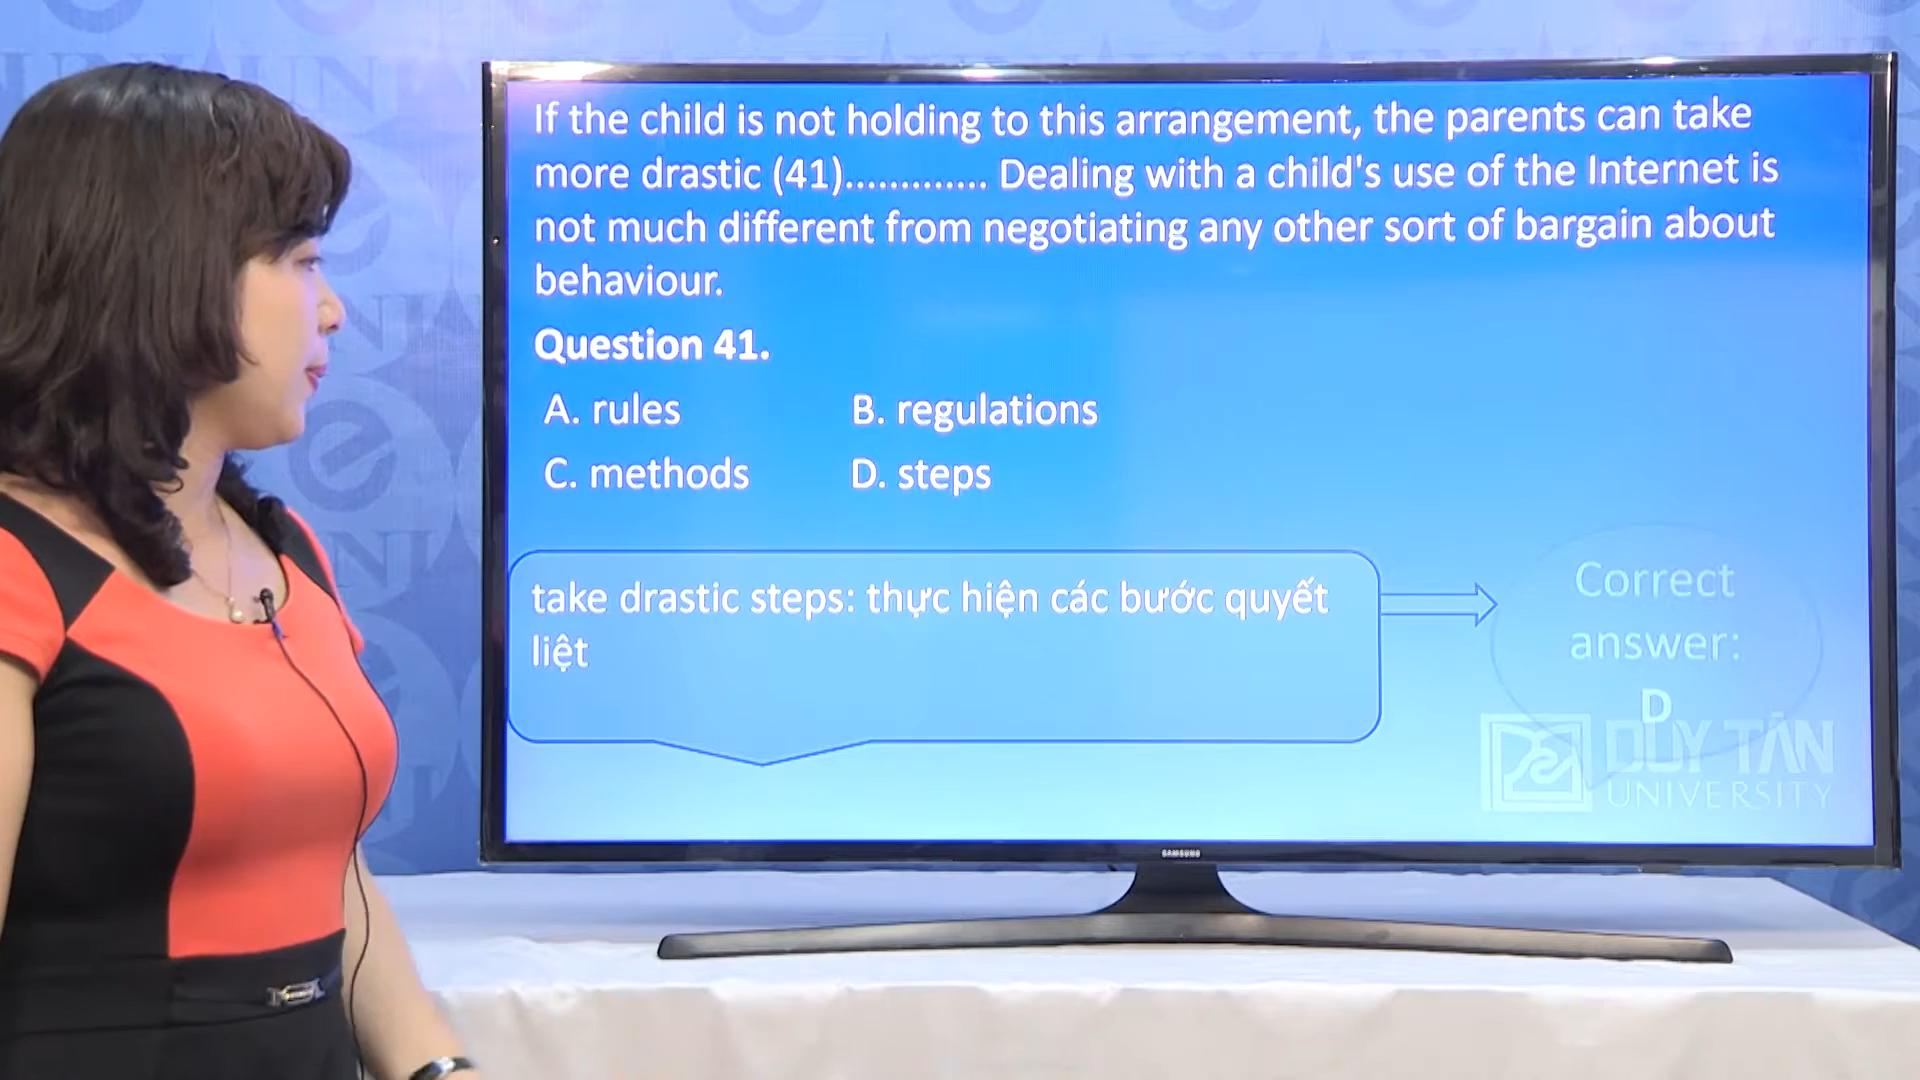 If the child is not holding to this arrangement, the parents can take
more drastic (41)............. Dealing with a child's use of the Internet is
not much different from negotiating any other sort of bargain about
behaviour.
Question 41.
A. rules B. regulations
C. methods D. steps
take drastic steps: thực hiện các bước quyết
liệt
Correct
answer:
D
DUY TÂN
UNIVERSITY
SAMSUNG